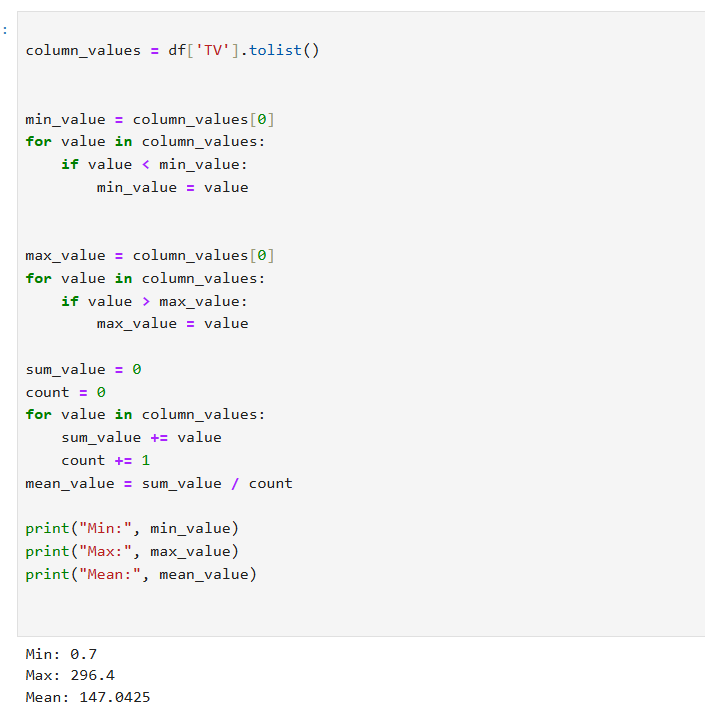 :
column_values = df['TV'].tolist()
min_value = column_values[0]
for value in column_values:
    if value < min_value:
        min_value = value
max_value = column_values[0]
for value in column_values:
    if value > max_value:
        max_value = value
sum_value = 0
count = 0
for value in column_values:
    sum_value += value
    count += 1
mean_value = sum_value / count
print("Min:", min_value)
print("Max:", max_value)
print("Mean:", mean_value)
Min: 0.7
Max: 296.4
Mean: 147.0425